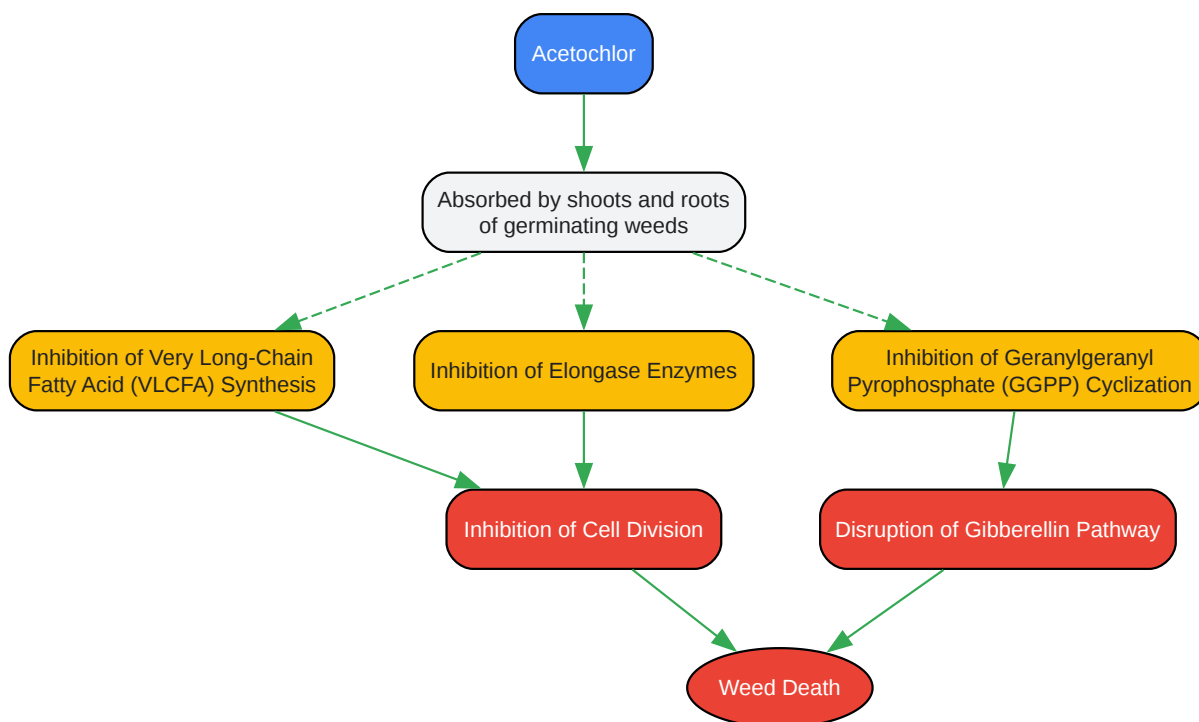 Acetochlor
Absorbed by shoots and roots
of germinating weeds
Inhibition of Very Long-Chain
Fatty Acid (VLCFA) Synthesis
Inhibition of Elongase Enzymes
Inhibition of Geranylgeranyl
Pyrophosphate (GGPP) Cyclization
Inhibition of Cell Division
Disruption of Gibberellin Pathway
Weed Death